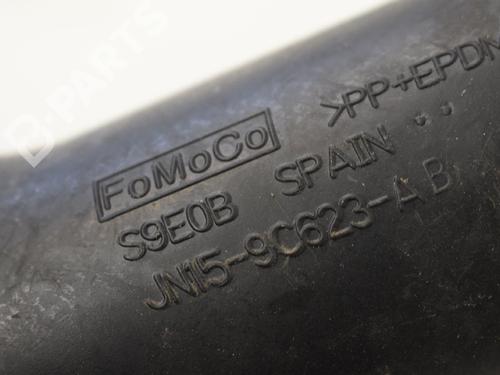 B-PARTS
>PP+EPDM
FoMoCo
S9E0B SPAIN
JN15-9C623-AB